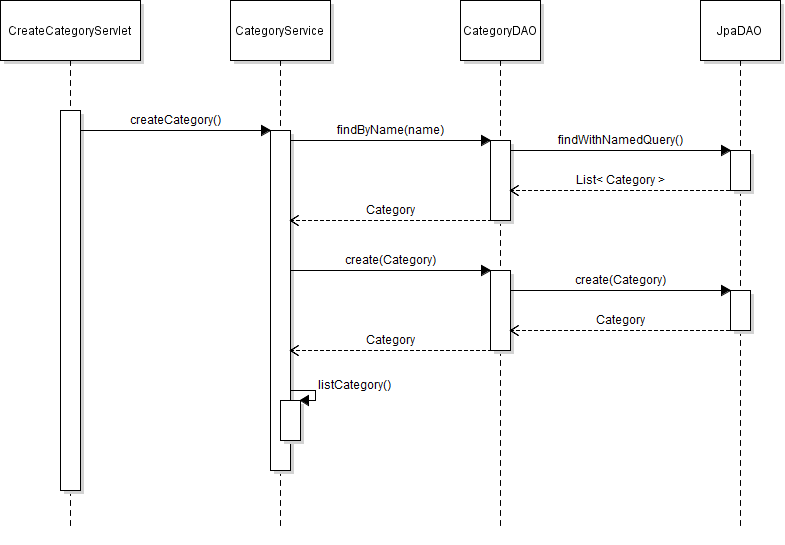 CreateCategoryServlet
CategoryService
CategoryDAO
JpaDAO
createCategory()
findByName(name)
findWithNamedQuery()
List< Category >
Category
create(Category)
create(Category)
Category
Category
listCategory()